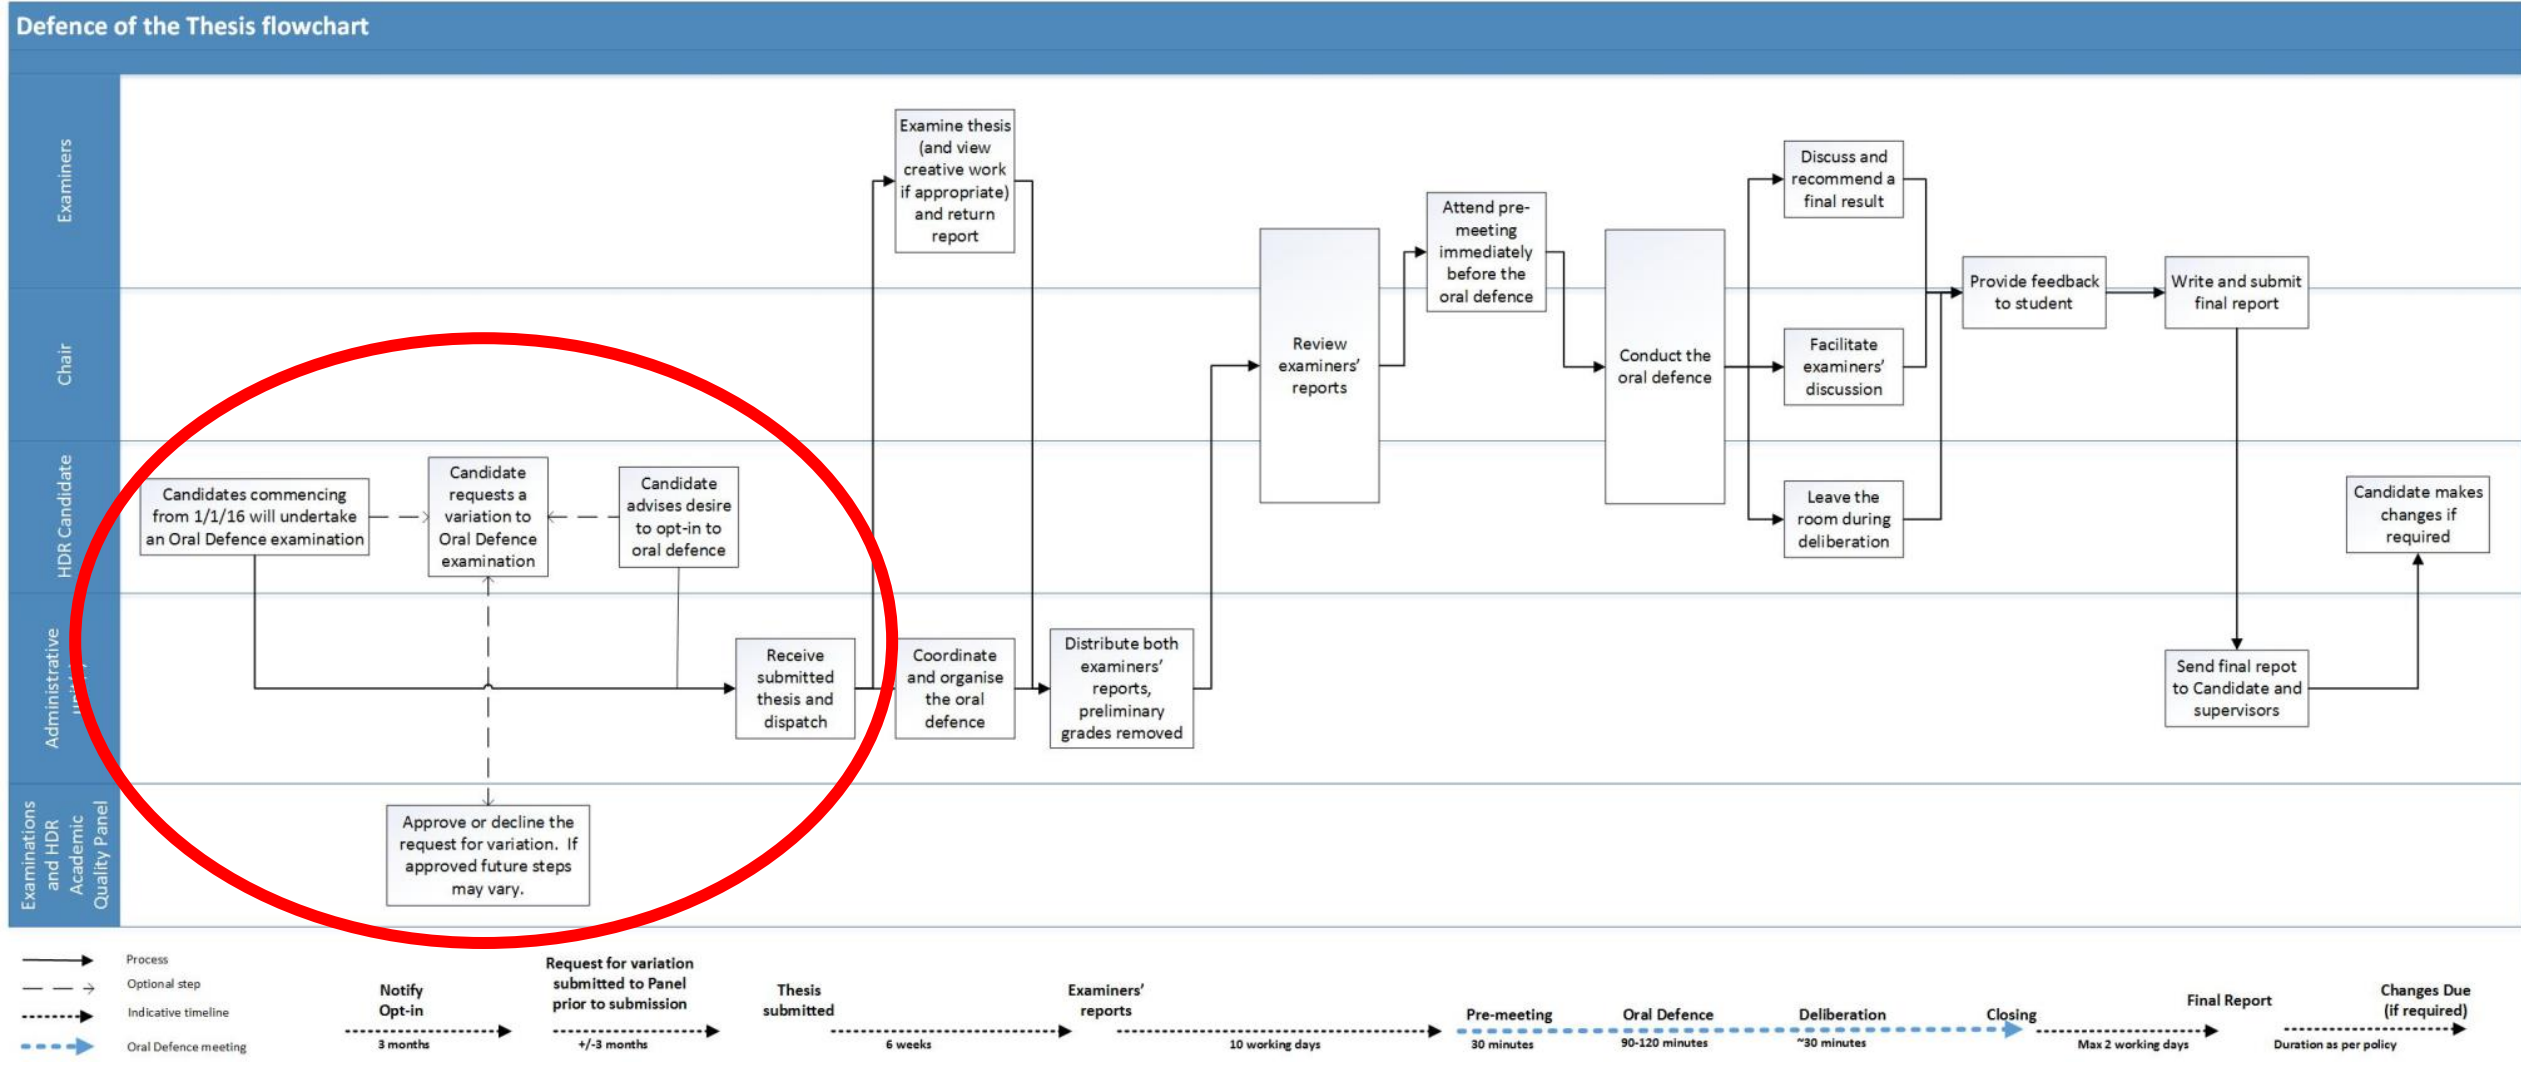 Defence of the Thesis flowchart
Examiners
Chair
HDR Candidate
Administrative
Examinations
and HDR
Academic
Quality Panel
Candidates commencing
from 1/1/16 will undertake
an Oral Defence examination
Candidate
requests a
variation to
Oral Defence
examination
Candidate
advises desire
to opt-in to
oral defence
Approve or decline the
request for variation. If
approved future steps
may vary.
Receive
submitted
thesis and
dispatch
Examine thesis
(and view
creative work
if appropriate)
and return
report
Coordinate
and organise
the oral
defence
Distribute both
examiners'
reports,
preliminary
grades removed
Review
examiners'
reports
Attend pre-
meeting
immediately
before the
oral defence
Conduct the
oral defence
Discuss and
recommend a
final result
Facilitate
examiners'
discussion
Leave the
room during
deliberation
Provide feedback
to student
Write and submit
final report
Send final repot
to Candidate and
supervisors
Candidate makes
changes if
required
Process
Optional step
Indicative timeline
Oral Defence meeting
Notify
Opt-in
3 months
Request for variation
submitted to Panel
prior to submission
+/-3 months
Thesis
submitted
6 weeks
Examiners'
reports
10 working days
Pre-meeting
30 minutes
Oral Defence
90-120 minutes
Deliberation
~30 minutes
Closing
Max 2 working days
Final Report
Duration as per policy
Changes Due
(if required)